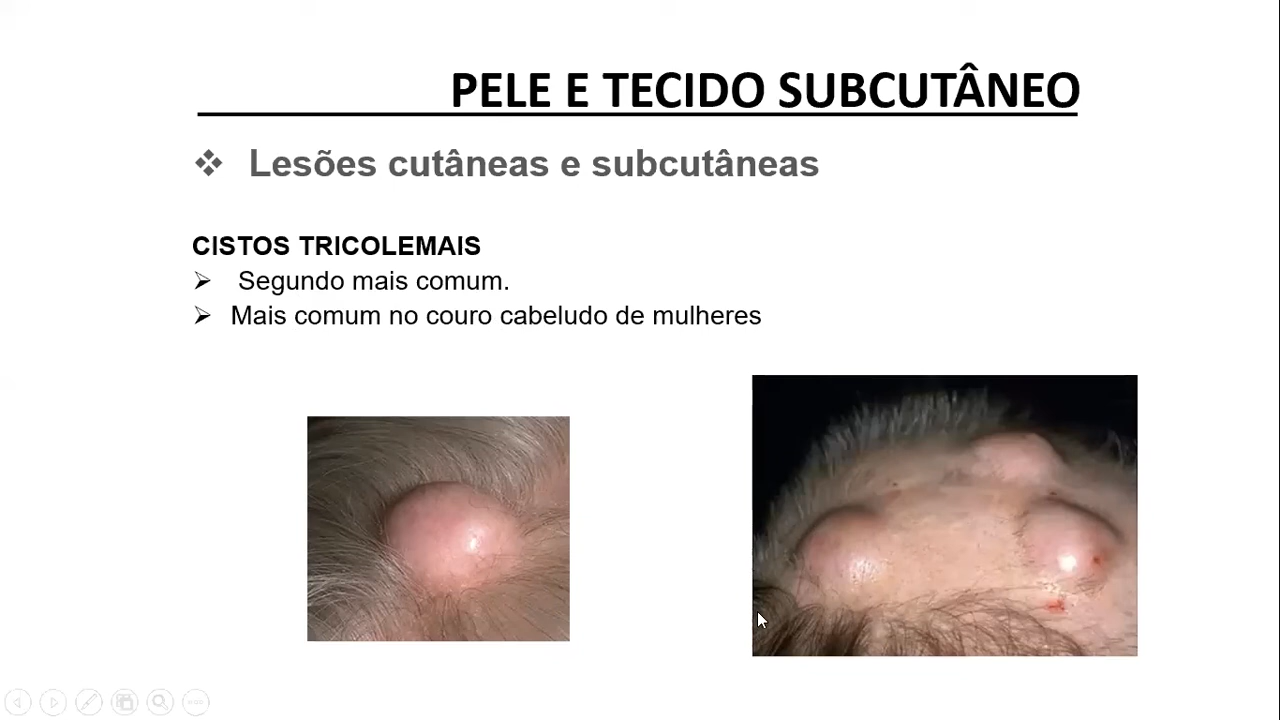 PELE E TECIDO SUBCUTÂNEO
❖ Lesões cutâneas e subcutâneas
CISTOS TRICOLEMAIS
➢ Segundo mais comum.
➢ Mais comum no couro cabeludo de mulheres